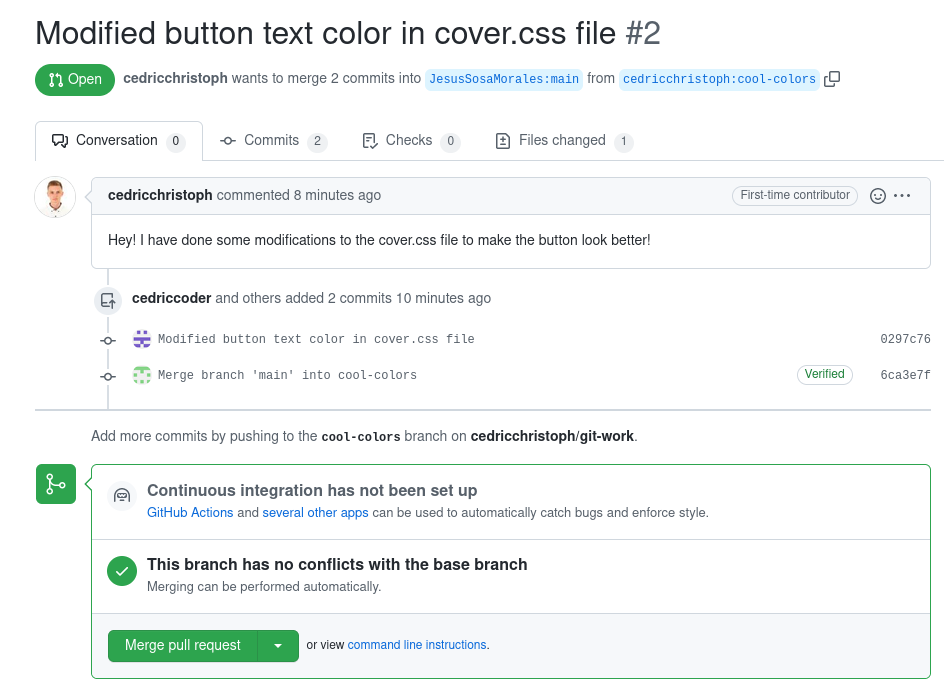 Modified button text color in cover.css file #2
Open cedricchristoph wants to merge 2 commits into JesusSosaMorales:main from cedricchristoph:cool-colors
Conversation 0 Commits 2 Checks 0 Files changed 1
cedricchristoph commented 8 minutes ago First-time contributor
Hey! I have done some modifications to the cover.css file to make the button look better!
cedriccoder and others added 2 commits 10 minutes ago
Modified button text color in cover.css file 0297c76
Merge branch 'main' into cool-colors Verified 6ca3e7f
Add more commits by pushing to the cool-colors branch on cedricchristoph/git-work.
Continuous integration has not been set up
GitHub Actions and several other apps can be used to automatically catch bugs and enforce style.
This branch has no conflicts with the base branch
Merging can be performed automatically.
Merge pull request or view command line instructions.